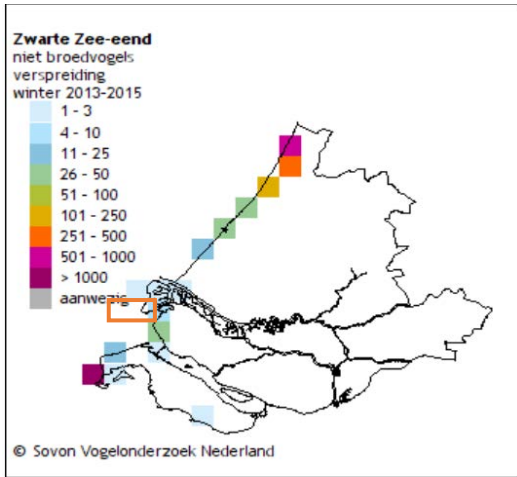 Zwarte Zee-eend
niet broedvogels
verspreiding
winter 2013-2015
1 - 3
4 - 10
11 - 25
26 - 50
51 - 100
101 - 250
251 - 500
501 - 1000
> 1000
aanwezig
© Sovon Vogelonderzoek Nederland